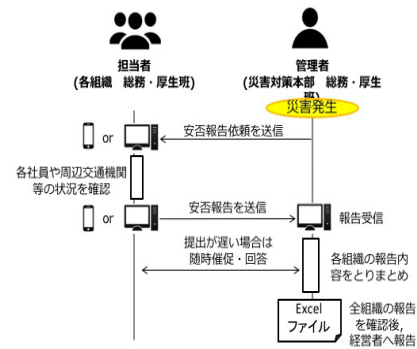 担当者
(各組織　総務・厚生班)
管理者
(災害対策本部　総務・厚生
班)
災害発生
安否報告依頼を送信
or
各社員や周辺交通機関
等の状況を確認
安否報告を送信
or
報告受信
提出が遅い場合は
随時催促・回答
各組織の報告内
容をとりまとめ
Excel
ファイル
全組織の報告
を確認後,
経営者へ報告